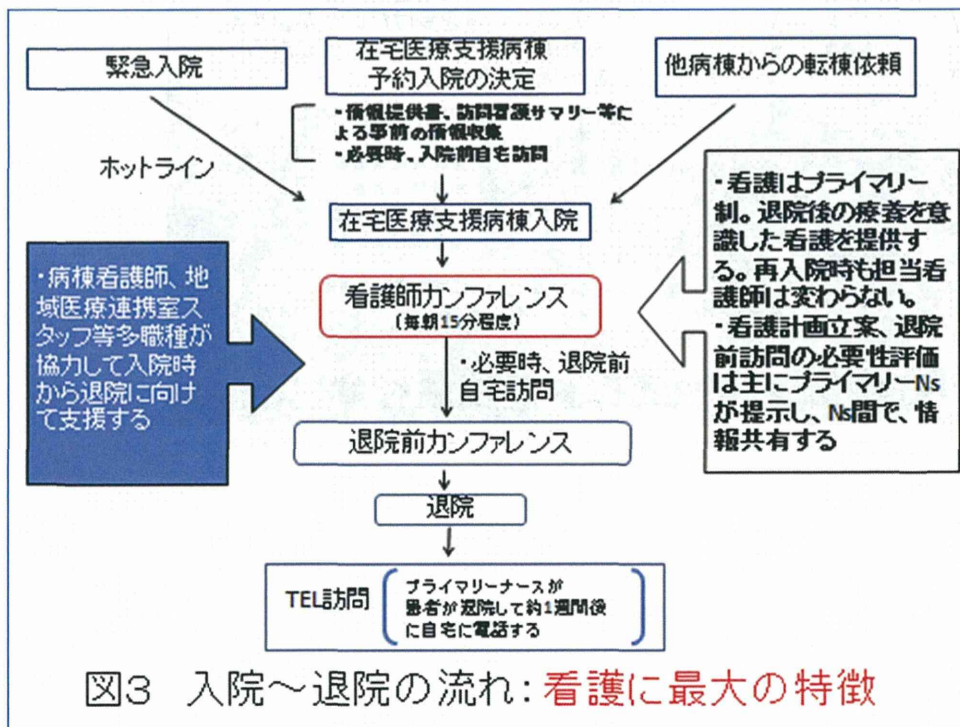 緊急入院
在宅医療支援病棟
予約入院の決定
他病棟からの転棟依頼
・情報提供書、訪問看護サマリー等に
よる事前の情報収集
・必要時、入院前自宅訪問
ホットライン
在宅医療支援病棟入院
・病棟看護師、地
域医療連携室ス
タッフ等多職種が
協力して入院時
から退院に向け
て支援する
看護師カンファレンス
(毎朝15分程度)
・看護はプライマリー
制。退院後の療養を意
識した看護を提供す
る。再入院時も担当看
護師は変わらない。
・看護計画立案、退院
前訪問の必要性評価
は主にプライマリーNs
が提示し、Ns間で、情
報共有する
・必要時、退院前
自宅訪問
退院前カンファレンス
退院
TEL訪問
プライマリーナースが
患者が退院して約1週間後
に自宅に電話する
図3 入院～退院の流れ：看護に最大の特徴